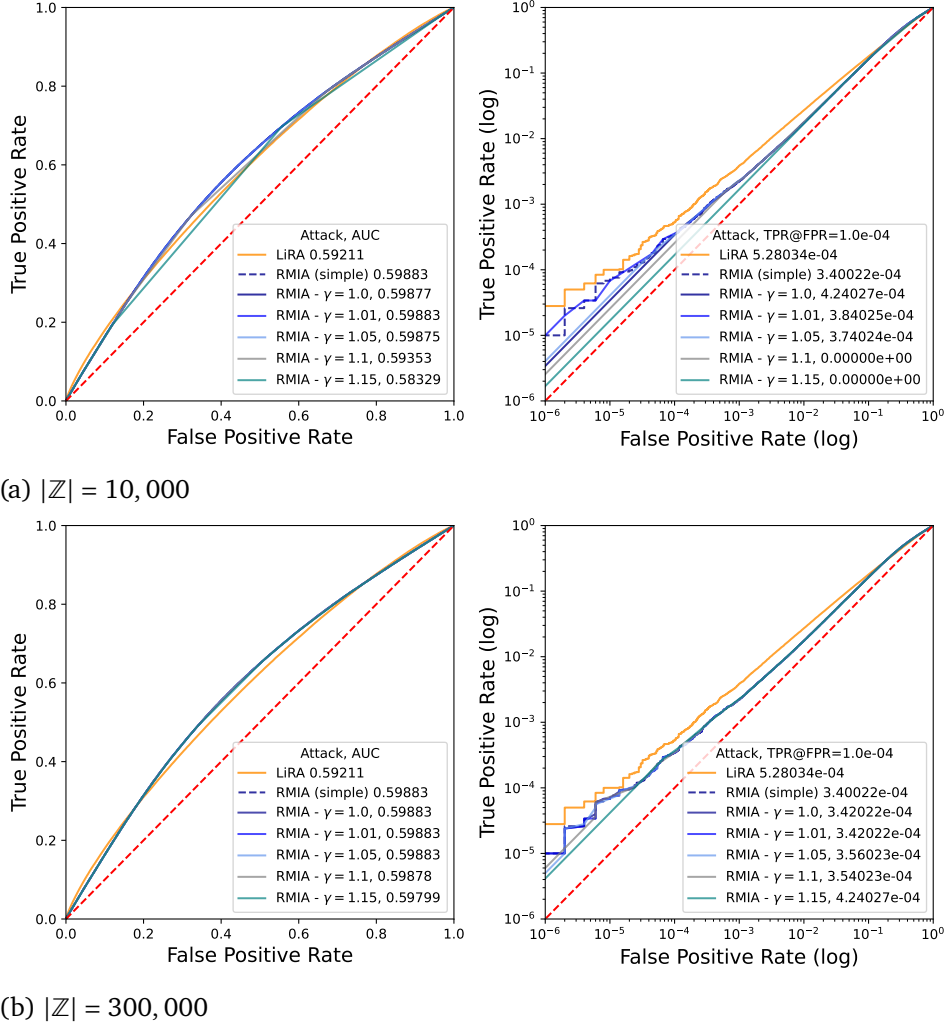 1.0
0.8
0.6
0.4
0.2
0.0
True Positive Rate
0.0 0.2 0.4 0.6 0.8 1.0
False Positive Rate
Attack, AUC
LiRA 0.59211
RMIA (simple) 0.59883
RMIA - γ = 1.0, 0.59877
RMIA - γ = 1.01, 0.59883
RMIA - γ = 1.05, 0.59875
RMIA - γ = 1.1, 0.59353
RMIA - γ = 1.15, 0.58329
10⁰
10⁻¹
10⁻²
10⁻³
10⁻⁴
10⁻⁵
10⁻⁶
True Positive Rate (log)
10⁻⁶ 10⁻⁵ 10⁻⁴ 10⁻³ 10⁻² 10⁻¹ 10⁰
False Positive Rate (log)
Attack, TPR@FPR=1.0e-04
LiRA 5.28034e-04
RMIA (simple) 3.40022e-04
RMIA - γ = 1.0, 4.24027e-04
RMIA - γ = 1.01, 3.84025e-04
RMIA - γ = 1.05, 3.74024e-04
RMIA - γ = 1.1, 0.00000e+00
RMIA - γ = 1.15, 0.00000e+00
(a) |ℤ| = 10,000
1.0
0.8
0.6
0.4
0.2
0.0
True Positive Rate
0.0 0.2 0.4 0.6 0.8 1.0
False Positive Rate
Attack, AUC
LiRA 0.59211
RMIA (simple) 0.59883
RMIA - γ = 1.0, 0.59883
RMIA - γ = 1.01, 0.59883
RMIA - γ = 1.05, 0.59883
RMIA - γ = 1.1, 0.59878
RMIA - γ = 1.15, 0.59799
10⁰
10⁻¹
10⁻²
10⁻³
10⁻⁴
10⁻⁵
10⁻⁶
True Positive Rate (log)
10⁻⁶ 10⁻⁵ 10⁻⁴ 10⁻³ 10⁻² 10⁻¹ 10⁰
False Positive Rate (log)
Attack, TPR@FPR=1.0e-04
LiRA 5.28034e-04
RMIA (simple) 3.40022e-04
RMIA - γ = 1.0, 3.42022e-04
RMIA - γ = 1.01, 3.42022e-04
RMIA - γ = 1.05, 3.56023e-04
RMIA - γ = 1.1, 3.54023e-04
RMIA - γ = 1.15, 4.24027e-04
(b) |ℤ| = 300,000